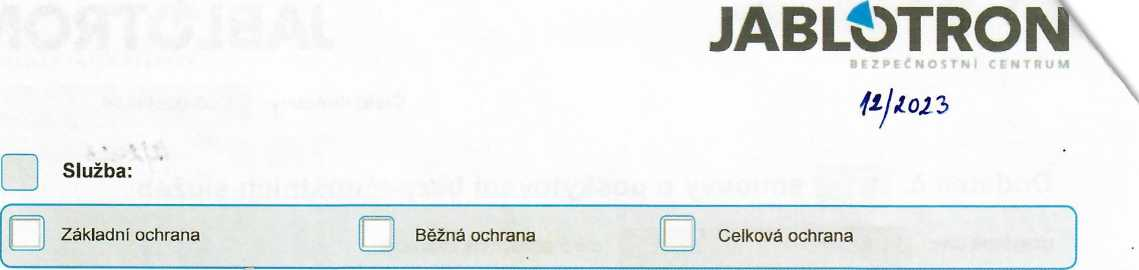 JABLOTRON
BEZPEČNOSTNÍ CENTRUM
12/2023
Služba:
Základní ochrana
Běžná ochrana
Celková ochrana